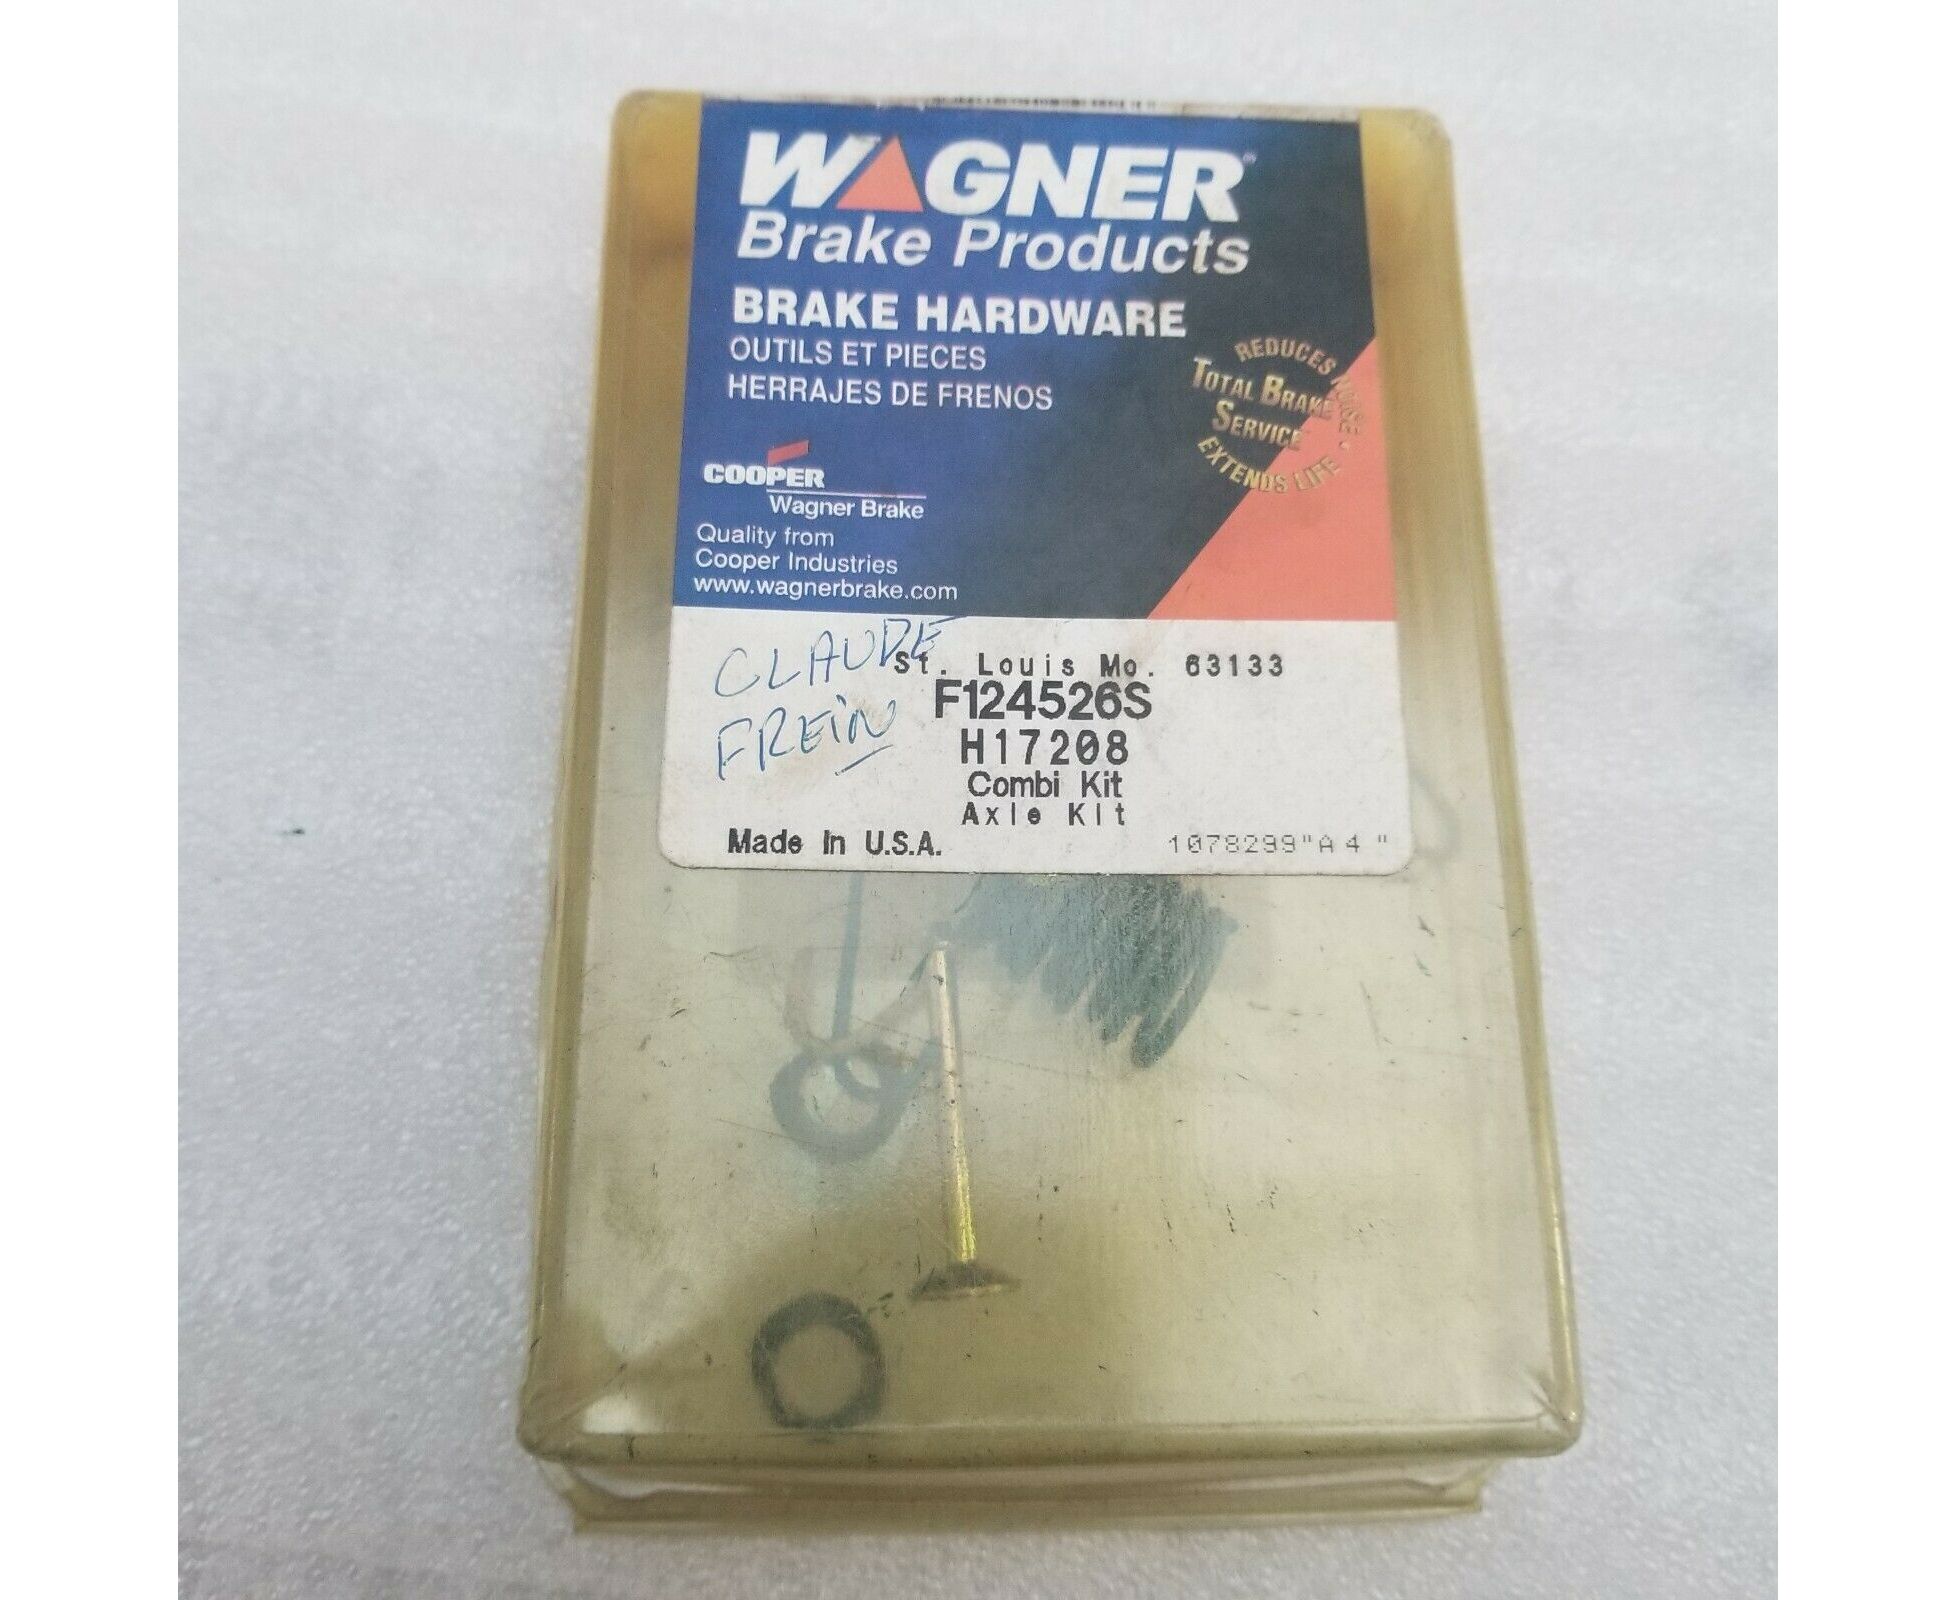 WAGNER®
Brake Products
BRAKE HARDWARE
OUTILS ET PIECES
HERRAJES DE FRENOS
REDUCES NOISE •
TOTAL BRAKE
SERVICE
EXTENDS LIFE
COOPER
Wagner Brake
Quality from
Cooper Industries
www.wagnerbrake.com
CLAUDE
FREIN
St. Louis Mo. 63133
F124526S
H17208
Combi Kit
Axle Kit
Made In U.S.A.
1078299"A4 "